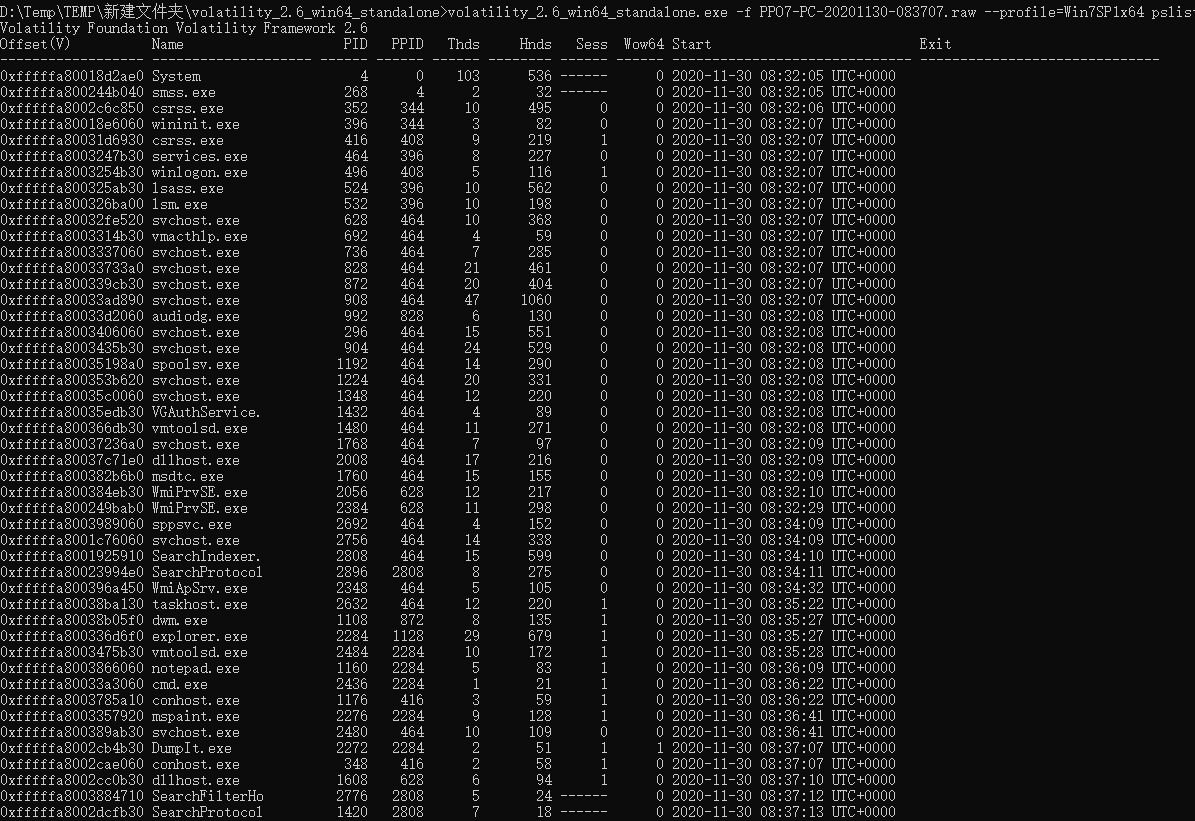 D:\Temp\TEMP\新建文件夹\volatility_2.6_win64_standalone>volatility_2.6_win64_standalone.exe -f PPO7-PC-20201130-083707.raw --profile=Win7SP1x64 pslist
Volatility Foundation Volatility Framework 2.6
Offset(V) Name PID PPID Thds Hnds Sess Wow64 Start Exit
------------------ -------------------- ------ ------ ------ -------- ------ ------ ------------------------------ ------------------------------
0xfffffa80018d2ae0 System 4 0 103 536 ------ 0 2020-11-30 08:32:05 UTC+0000
0xfffffa800244b040 smss.exe 268 4 2 32 ------ 0 2020-11-30 08:32:05 UTC+0000
0xfffffa8002c6c850 csrss.exe 352 344 10 495 0 0 2020-11-30 08:32:06 UTC+0000
0xfffffa80018e6060 wininit.exe 396 344 3 82 0 0 2020-11-30 08:32:07 UTC+0000
0xfffffa80031d6930 csrss.exe 416 408 9 219 1 0 2020-11-30 08:32:07 UTC+0000
0xfffffa8003247b30 services.exe 464 396 8 227 0 0 2020-11-30 08:32:07 UTC+0000
0xfffffa8003254b30 winlogon.exe 496 408 5 116 1 0 2020-11-30 08:32:07 UTC+0000
0xfffffa800325ab30 lsass.exe 524 396 10 562 0 0 2020-11-30 08:32:07 UTC+0000
0xfffffa800326ba00 lsm.exe 532 396 10 198 0 0 2020-11-30 08:32:07 UTC+0000
0xfffffa80032fe520 svchost.exe 628 464 10 368 0 0 2020-11-30 08:32:07 UTC+0000
0xfffffa8003314b30 vmacthlp.exe 692 464 4 59 0 0 2020-11-30 08:32:07 UTC+0000
0xfffffa8003337060 svchost.exe 736 464 7 285 0 0 2020-11-30 08:32:07 UTC+0000
0xfffffa80033733a0 svchost.exe 828 464 21 461 0 0 2020-11-30 08:32:07 UTC+0000
0xfffffa800339cb30 svchost.exe 872 464 20 404 0 0 2020-11-30 08:32:07 UTC+0000
0xfffffa80033ad890 svchost.exe 908 464 47 1060 0 0 2020-11-30 08:32:07 UTC+0000
0xfffffa80033d2060 audiodg.exe 992 828 6 130 0 0 2020-11-30 08:32:08 UTC+0000
0xfffffa8003406060 svchost.exe 296 464 15 551 0 0 2020-11-30 08:32:08 UTC+0000
0xfffffa8003435b30 svchost.exe 904 464 24 529 0 0 2020-11-30 08:32:08 UTC+0000
0xfffffa80035198a0 spoolsv.exe 1192 464 14 290 0 0 2020-11-30 08:32:08 UTC+0000
0xfffffa800353b620 svchost.exe 1224 464 20 331 0 0 2020-11-30 08:32:08 UTC+0000
0xfffffa80035c0060 svchost.exe 1348 464 12 220 0 0 2020-11-30 08:32:08 UTC+0000
0xfffffa80035edb30 VGAuthService. 1432 464 4 89 0 0 2020-11-30 08:32:08 UTC+0000
0xfffffa800366db30 vmtoolsd.exe 1480 464 11 271 0 0 2020-11-30 08:32:08 UTC+0000
0xfffffa80037236a0 svchost.exe 1768 464 7 97 0 0 2020-11-30 08:32:09 UTC+0000
0xfffffa80037c71e0 dllhost.exe 2008 464 17 216 0 0 2020-11-30 08:32:09 UTC+0000
0xfffffa800382b6b0 msdtc.exe 1760 464 15 155 0 0 2020-11-30 08:32:09 UTC+0000
0xfffffa800384eb30 WmiPrvSE.exe 2056 628 12 217 0 0 2020-11-30 08:32:10 UTC+0000
0xfffffa800249bab0 WmiPrvSE.exe 2384 628 11 298 0 0 2020-11-30 08:32:29 UTC+0000
0xfffffa8003989060 sppsvc.exe 2692 464 4 152 0 0 2020-11-30 08:34:09 UTC+0000
0xfffffa8001c76060 svchost.exe 2756 464 14 338 0 0 2020-11-30 08:34:09 UTC+0000
0xfffffa8001925910 SearchIndexer. 2808 464 15 599 0 0 2020-11-30 08:34:10 UTC+0000
0xfffffa80023994e0 SearchProtocol 2896 2808 8 275 0 0 2020-11-30 08:34:11 UTC+0000
0xfffffa800396a450 WmiApSrv.exe 2348 464 5 105 0 0 2020-11-30 08:34:32 UTC+0000
0xfffffa80038ba130 taskhost.exe 2632 464 12 220 1 0 2020-11-30 08:35:22 UTC+0000
0xfffffa80038b05f0 dwm.exe 1108 872 8 135 1 0 2020-11-30 08:35:27 UTC+0000
0xfffffa800336d6f0 explorer.exe 2284 1128 29 679 1 0 2020-11-30 08:35:27 UTC+0000
0xfffffa8003475b30 vmtoolsd.exe 2484 2284 10 172 1 0 2020-11-30 08:35:28 UTC+0000
0xfffffa8003866060 notepad.exe 1160 2284 5 83 1 0 2020-11-30 08:36:09 UTC+0000
0xfffffa80033a3060 cmd.exe 2436 2284 1 21 1 0 2020-11-30 08:36:22 UTC+0000
0xfffffa8003785a10 conhost.exe 1176 416 3 59 1 0 2020-11-30 08:36:22 UTC+0000
0xfffffa8003357920 mspaint.exe 2276 2284 9 128 1 0 2020-11-30 08:36:41 UTC+0000
0xfffffa800389ab30 svchost.exe 2480 464 10 109 0 0 2020-11-30 08:36:41 UTC+0000
0xfffffa8002cb4b30 DumpIt.exe 2272 2284 2 51 1 1 2020-11-30 08:37:07 UTC+0000
0xfffffa8002cae060 conhost.exe 348 416 2 58 1 0 2020-11-30 08:37:07 UTC+0000
0xfffffa8002cc0b30 dllhost.exe 1608 628 6 94 1 0 2020-11-30 08:37:10 UTC+0000
0xfffffa8003884710 SearchFilterHo 2776 2808 5 24 ------ 0 2020-11-30 08:37:12 UTC+0000
0xfffffa8002dcfb30 SearchProtocol 1420 2808 7 18 ------ 0 2020-11-30 08:37:13 UTC+0000